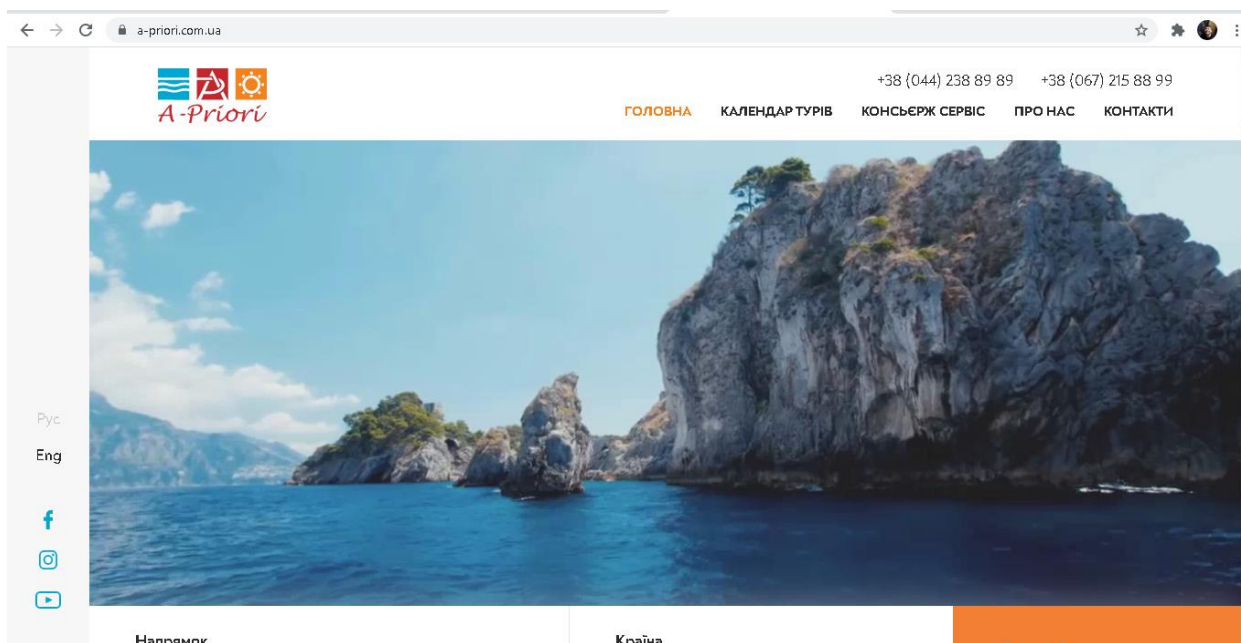 a-priori.com.ua
+38 (044) 238 89 89 +38 (067) 215 88 99
A-Priori
ГОЛОВНА КАЛЕНДАР ТУРІВ КОНСЬЄРЖ СЕРВІС ПРО НАС КОНТАКТИ
Рус
Eng
Напрямок Країна